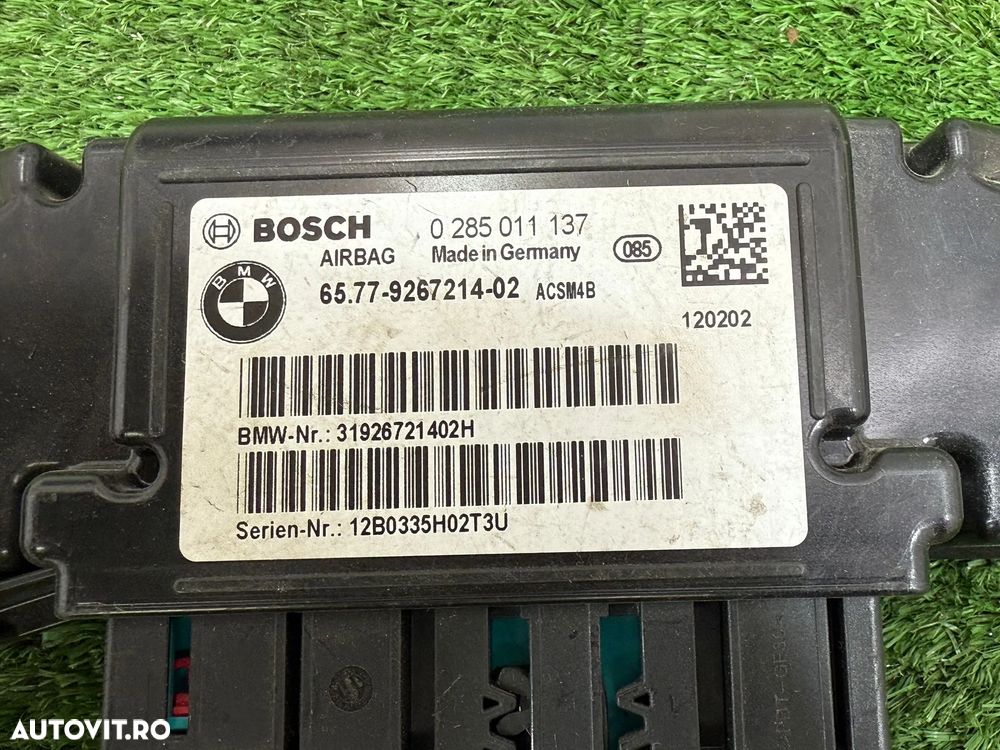 BOSCH 0 285 011 137
AIRBAG Made in Germany 085
BMW 65.77-9267214-02 ACSM4B
120202
BMW-Nr.: 31926721402H
Serien-Nr.: 12B0335H02T3U
AUTOVIT.RO